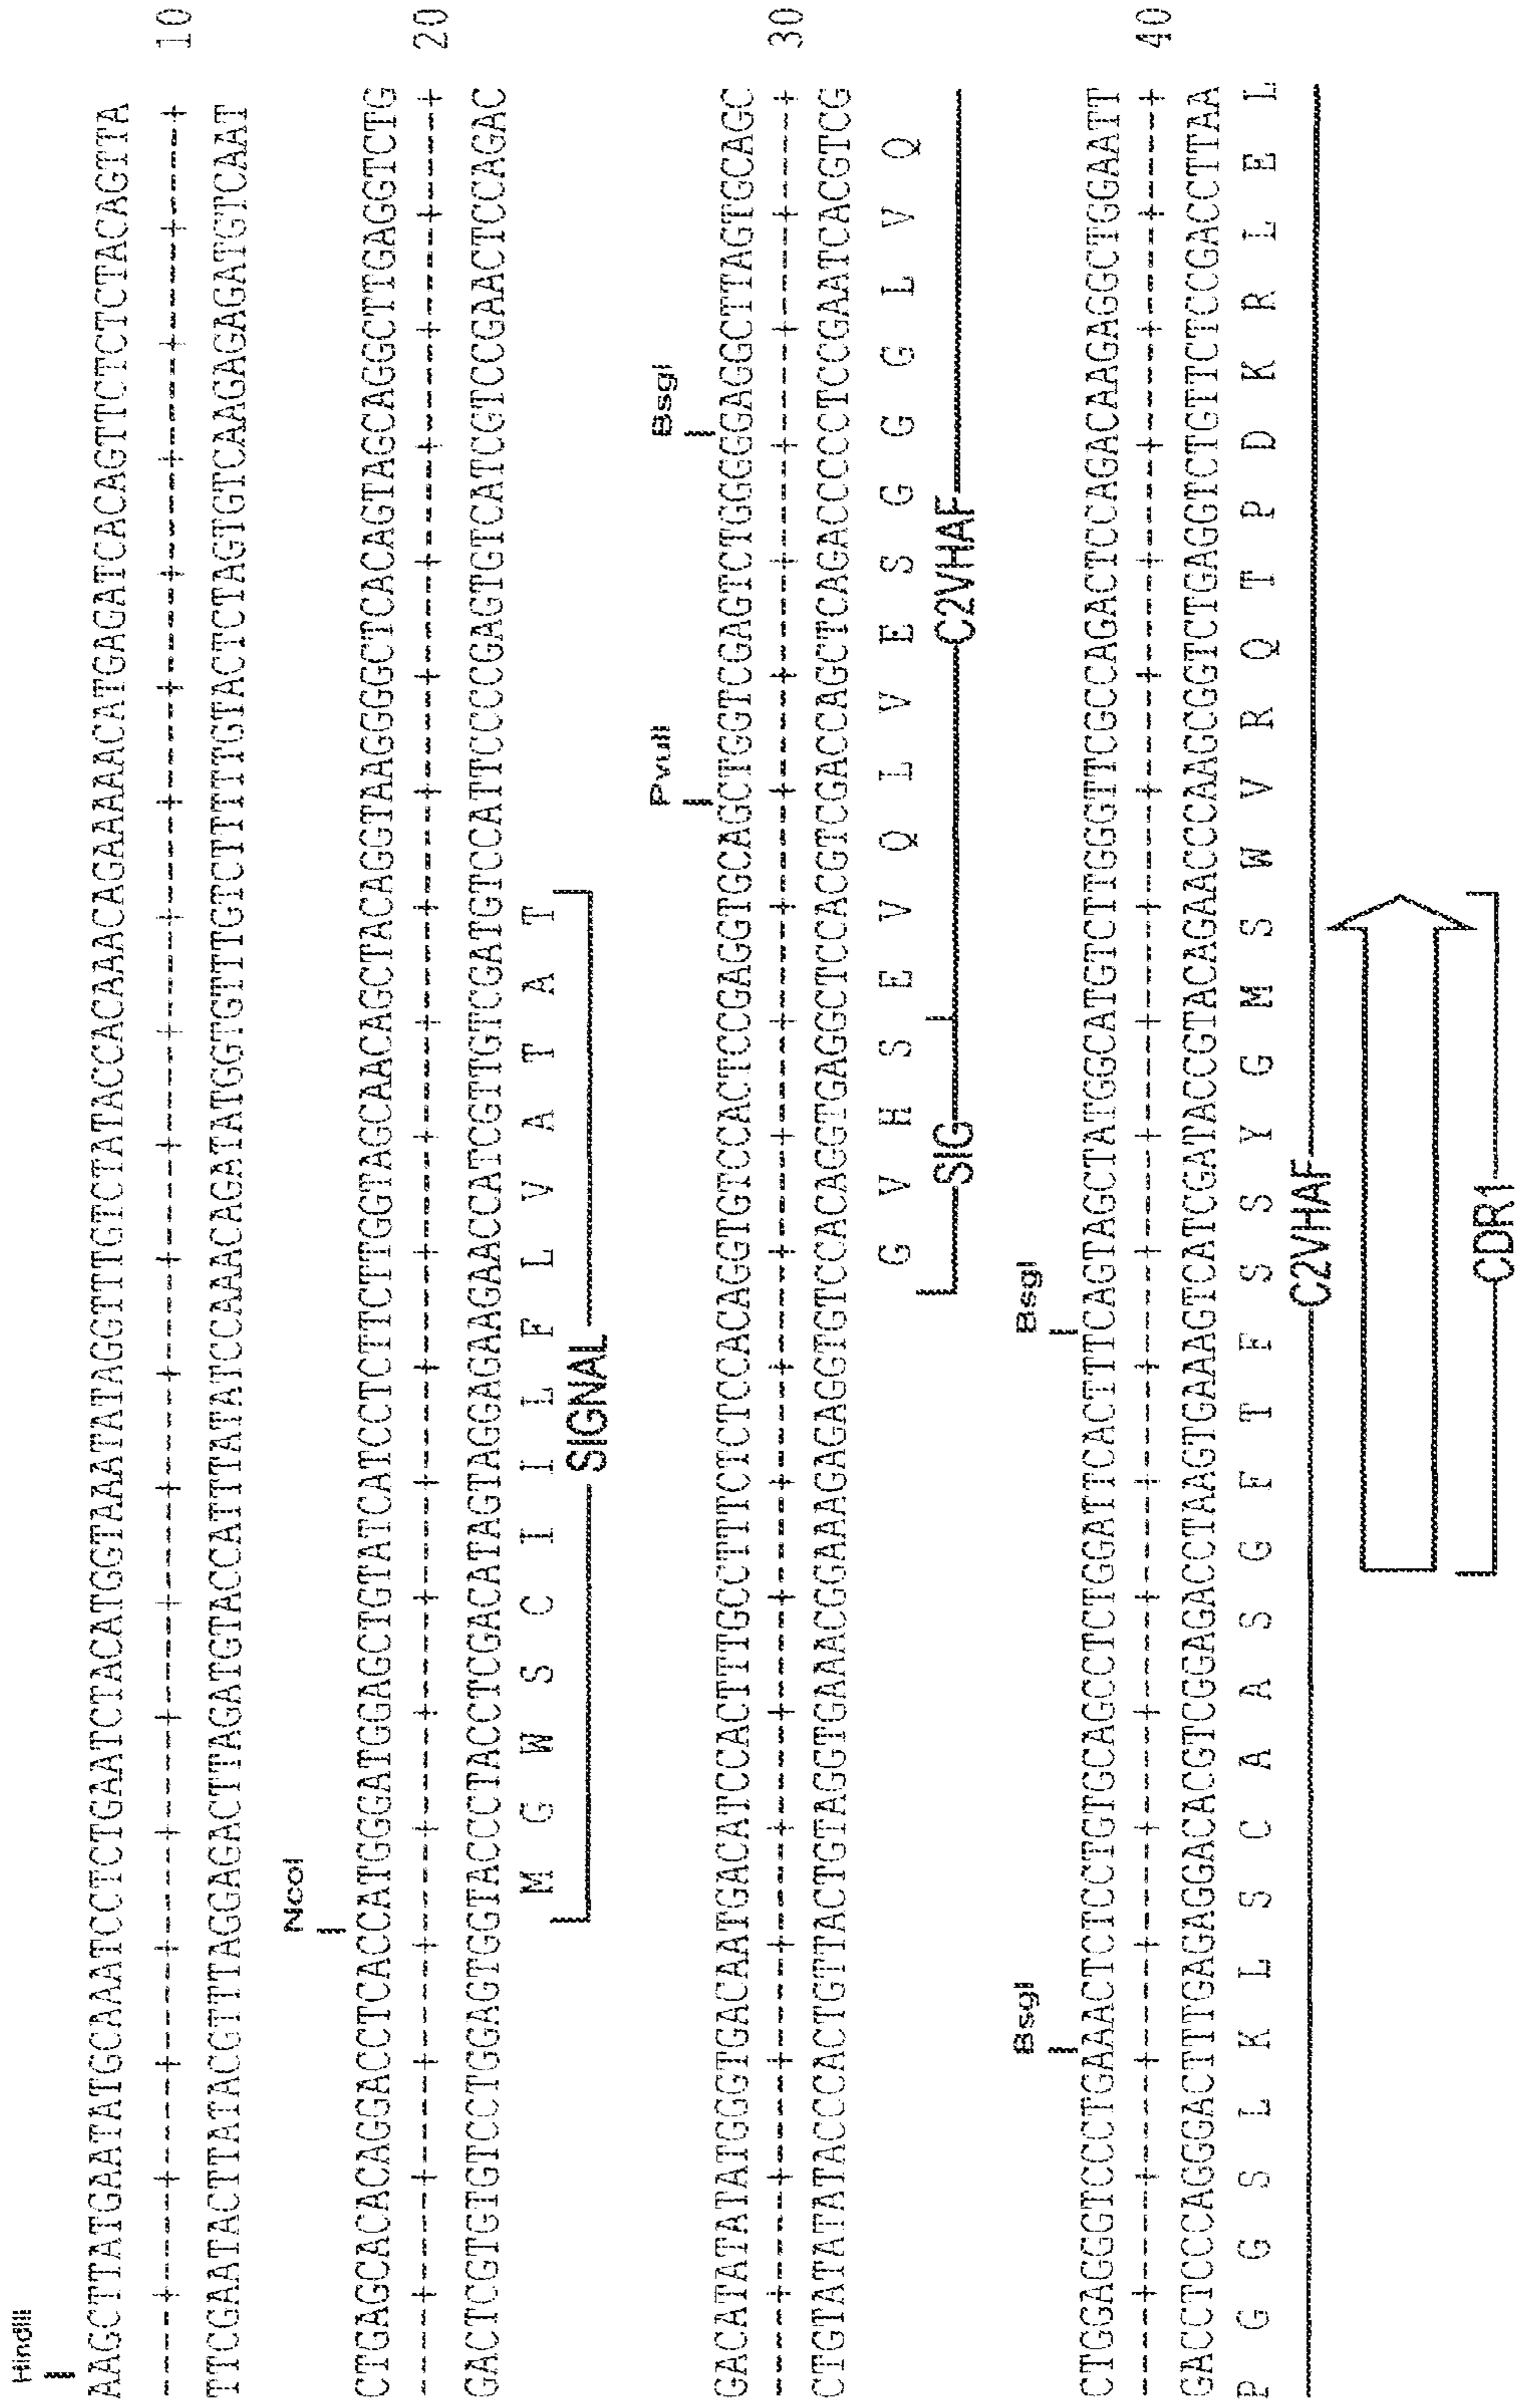 HindIII
AAGCTTATGAATATGCAAATCCTCTGAATCTACATGGTAAATATAGGTTTGTCTATACCACAAACAGAAAAACATGAGATCACAGTTCTCTCTACAGTTA
----+----+----+----+----+----+----+----+----+----+----+----+----+----+----+----+----+----+----+----+ 10
TTCGAATACTTATACGTTTAGGAGACTTAGATGTACCATTTATATCCAAACAGATATGGTGTTTGTCTTTTTGTACTCTAGTGTCAAGAGAGATGTCAAT
NcoI
CTGAGCACACAGGACCTCACCATGGGATGGAGCTGTATCATCCTCTTCTTGGTAGCAACAGCTACAGGTAAGGGGCTCACAGTAGCAGGCTTGAGGTCTG
----+----+----+----+----+----+----+----+----+----+----+----+----+----+----+----+----+----+----+----+ 20
GACTCGTGTGTCCTGGAGTGGTACCCTACCTCGACATAGTAGGAGAAGAACCATCGTTGTCGATGTCCATTCCCCGAGTGTCATCGTCCGAACTCCAGAC
M G W S C I I L F L V A T A T
SIGNAL
PvuII BsgI
GACATATATATGGGTGACAATGACATCCACTTTGCCTTTCTCTCCACAGGTGTCCACTCCGAGGTGCAGCTGGTCGAGTCTGGGGGAGGCTTAGTGCAGC
----+----+----+----+----+----+----+----+----+----+----+----+----+----+----+----+----+----+----+----+ 30
CTGTATATATACCCACTGTTACTGTAGGTGAAACGGAAAGAGAGGTGTCCACAGGTGAGGCTCCACGTCGACCAGCTCAGACCCCCTCCGAATCACGTCG
G V H S E V Q L V E S G G G L V Q
SIG C2VHAF
BsgI BsgI
CTGGAGGGTCCCTGAAACTCTCCTGTGCAGCCTCTGGATTCACTTTCAGTAGCTATGGCATGTCTTGGGTTCGCCAGACTCCAGACAAGAGGCTGGAATT
----+----+----+----+----+----+----+----+----+----+----+----+----+----+----+----+----+----+----+----+ 40
GACCTCCCAGGGACTTTGAGAGGACACGTCGGAGACCTAAGTGAAAGTCATCGATACCGTACAGAACCCAAGCGGTCTGAGGTCTGTTCTCCGACCTTAA
P G G S L K L S C A A S G F T F S S Y G M S W V R Q T P D K R L E L
C2VHAF
CDR1